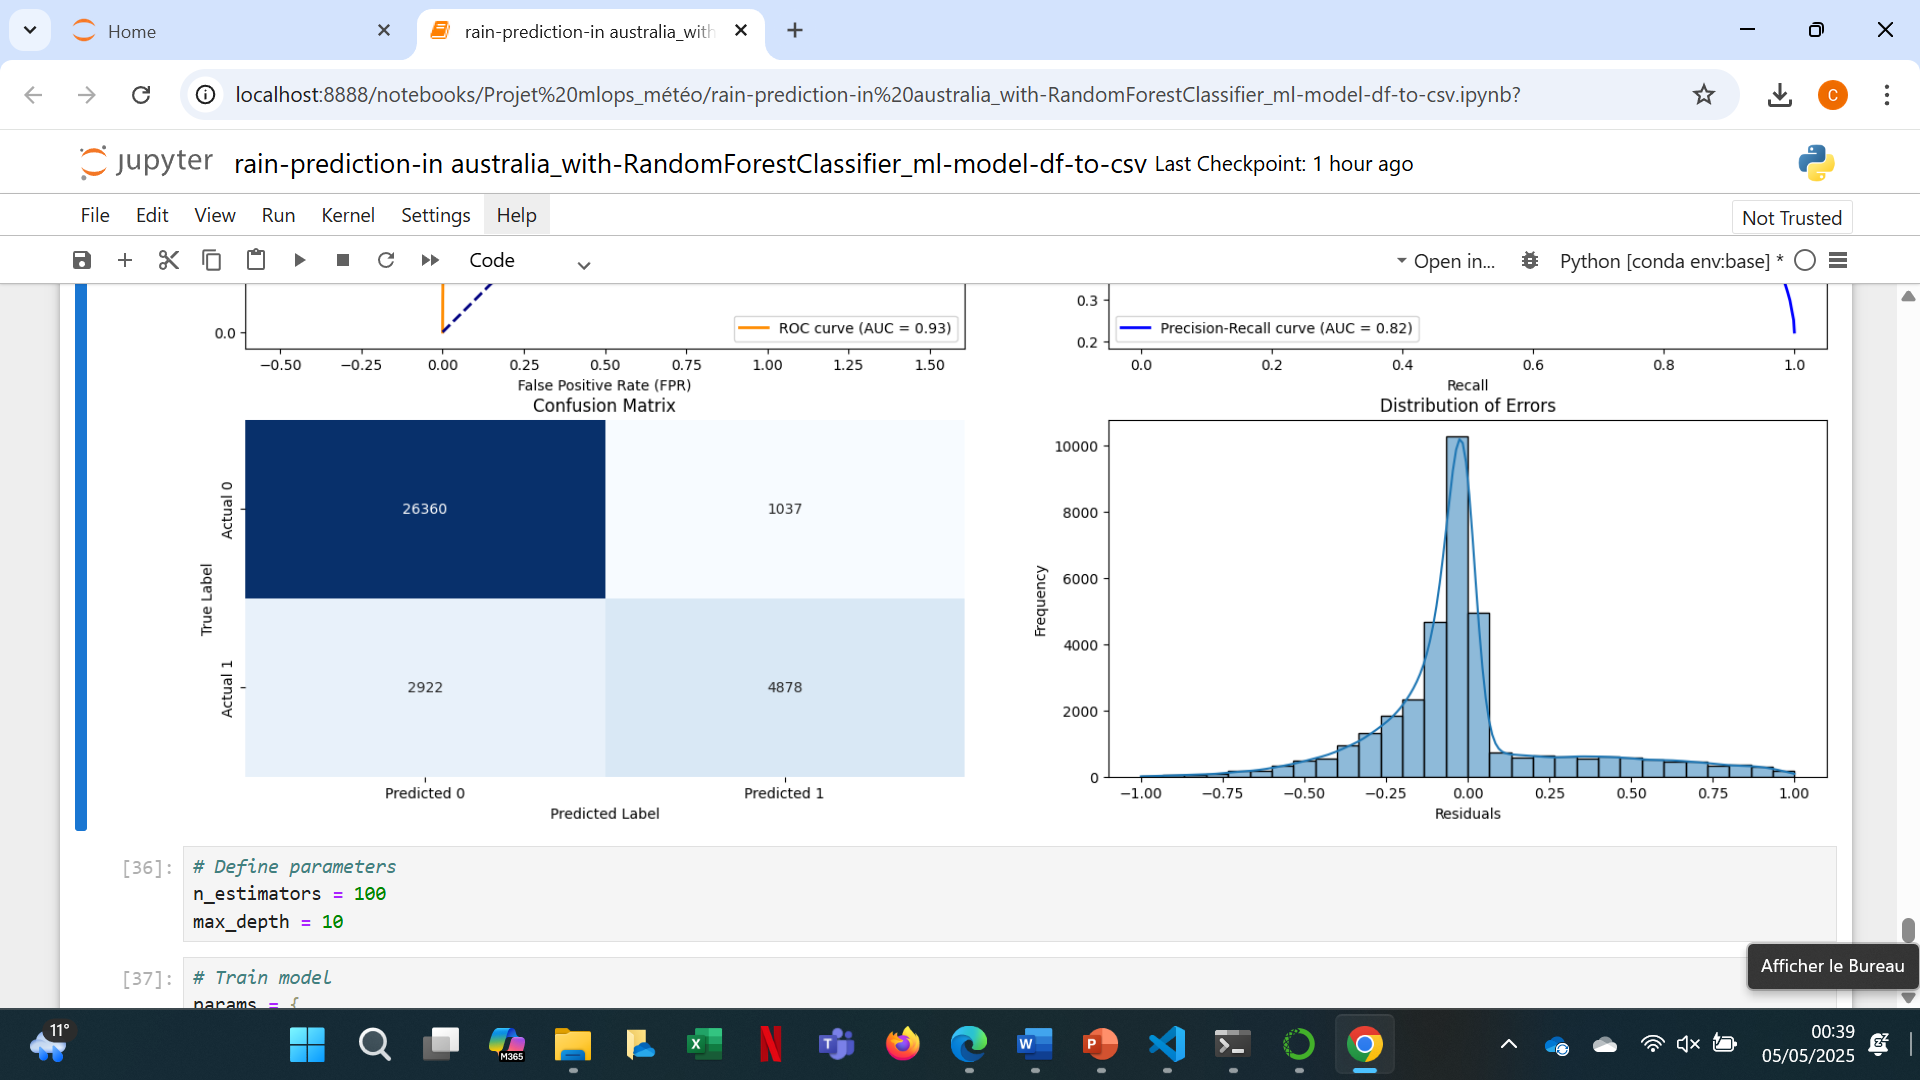 Home
rain-prediction-in australia_with
localhost:8888/notebooks/Projet%20mlops_météo/rain-prediction-in%20australia_with-RandomForestClassifier_ml-model-df-to-csv.ipynb?
C
jupyter rain-prediction-in australia_with-RandomForestClassifier_ml-model-df-to-csv Last Checkpoint: 1 hour ago
File Edit View Run Kernel Settings Help
Not Trusted
Code
Open in...
Python [conda env:base] *
0.0
ROC curve (AUC = 0.93)
−0.50 −0.25 0.00 0.25 0.50 0.75 1.00 1.25 1.50
False Positive Rate (FPR)
0.3
0.2
Precision-Recall curve (AUC = 0.82)
0.0 0.2 0.4 0.6 0.8 1.0
Recall
Confusion Matrix
Actual 0
Actual 1
True Label
26360 1037
2922 4878
Predicted 0 Predicted 1
Predicted Label
Distribution of Errors
Frequency
10000
8000
6000
4000
2000
0
−1.00 −0.75 −0.50 −0.25 0.00 0.25 0.50 0.75 1.00
Residuals
[36]:
# Define parameters
n_estimators = 100
max_depth = 10
[37]:
# Train model
params = {
Afficher le Bureau
11°
M365
00:39
05/05/2025